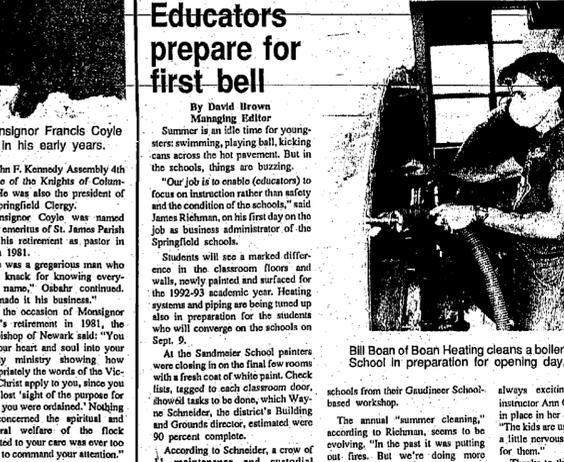 nsignor Francis Coyle
in his early years.
hn F. Kennedy Assembly 4th
e of the Knights of Colum-
He was also the president of
pringfield Clergy.
nsignor Coyle was named
emeritus of St. James Parish
his retirement as pastor in
1981.
was a gregarious man who
knack for knowing every-
name," Osbahr continued.
made it his business."
the occasion of Monsignor
's retirement in 1981, the
ishop of Newark said: "You
our heart and soul into your
ly ministry showing how
priately the words of the Vic-
Christ apply to you, since you
lost 'sight of the purpose for
you were ordained.' Nothing
concerned the spiritual and
ral welfare of the flock
ted to your care was ever too
to command your attention."
Educators
prepare for
first bell
By David Brown
Managing Editor
Summer is an idle time for young-
sters: swimming, playing ball, kicking
cans across the hot pavement. But in
the schools, things are buzzing.
"Our job is to enable (educators) to
focus on instruction rather than safety
and the condition of the schools," said
James Richman, on his first day on the
job as business administrator of the
Springfield schools.
Students will see a marked differ-
ence in the classroom floors and
walls, newly painted and surfaced for
the 1992-93 academic year. Heating
systems and piping are being tuned up
also in preparation for the students
who will converge on the schools on
Sept. 9.
At the Sandmeier School painters
were closing in on the final few rooms
with a fresh coat of white paint. Check
lists, tagged to each classroom door,
showed tasks to be done, which Way-
ne Schneider, the district's Building
and Grounds director, estimated were
90 percent complete.
According to Schneider, a crew of
11 maintenance and custodial
Bill Boan of Boan Heating cleans a boiler
School in preparation for opening day,
schools from their Gaudineer School-
based workshop.
The annual "summer cleaning,"
according to Richman, seems to be
evolving. "In the past it was putting
out fires. But we're doing more
always exciting
instructor Ann
in place in her
"The kids are
a little nervous
for them."